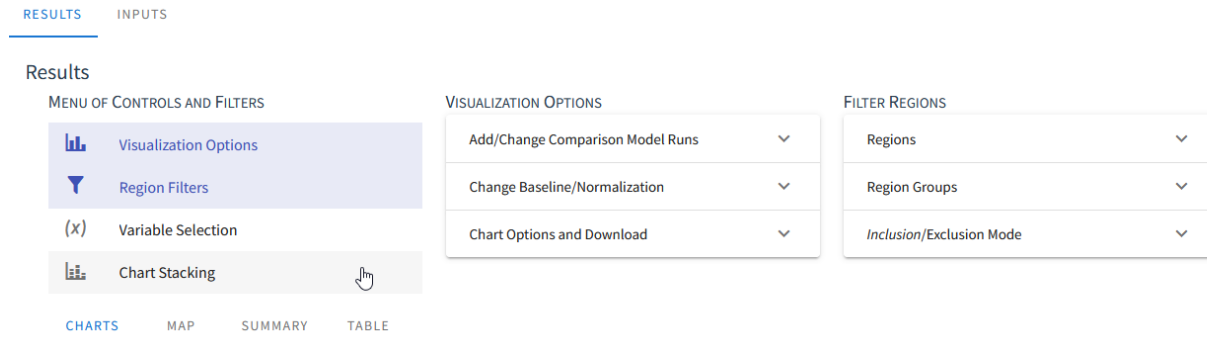 RESULTS INPUTS
Results
MENU OF CONTROLS AND FILTERS
Visualization Options
Region Filters
(x) Variable Selection
Chart Stacking
VISUALIZATION OPTIONS
Add/Change Comparison Model Runs
Change Baseline/Normalization
Chart Options and Download
FILTER REGIONS
Regions
Region Groups
Inclusion/Exclusion Mode
CHARTS MAP SUMMARY TABLE